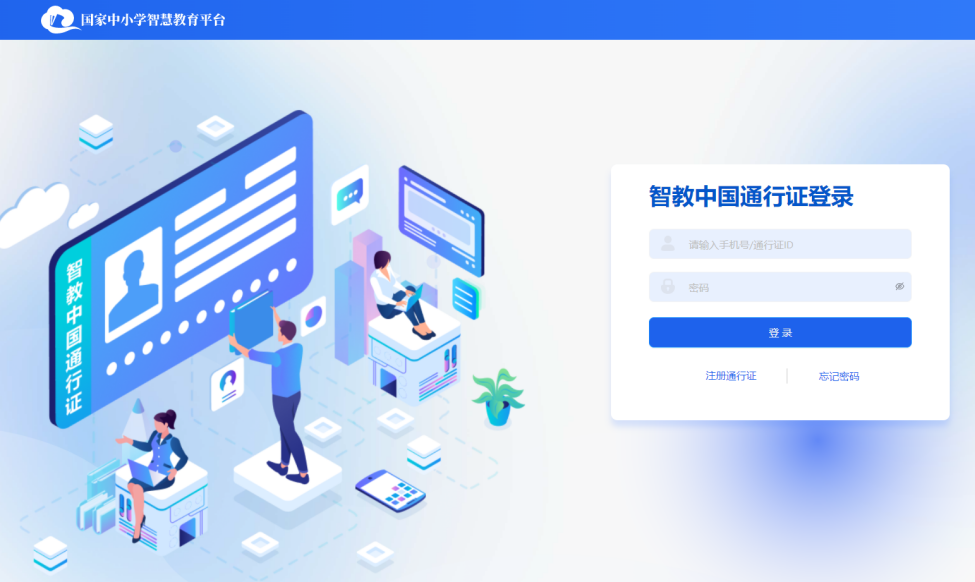 国家中小学智慧教育平台
智教中国通行证
智教中国通行证登录
请输入手机号/通行证ID
密码
登 录
注册通行证
忘记密码